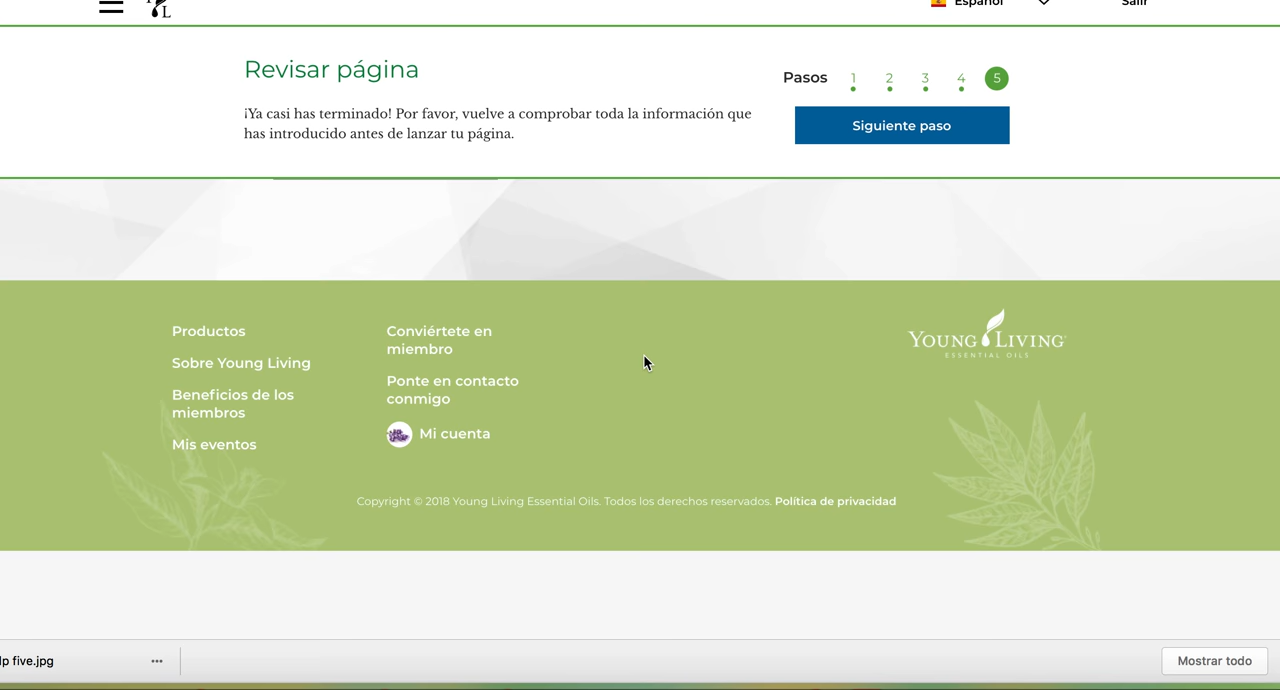 L
Español
Salir
Revisar página
Pasos 1 2 3 4 5
¡Ya casi has terminado! Por favor, vuelve a comprobar toda la información que
has introducido antes de lanzar tu página.
Siguiente paso
Productos
Sobre Young Living
Beneficios de los
miembros
Mis eventos
Conviértete en
miembro
Ponte en contacto
conmigo
Mi cuenta
YOUNG LIVING
ESSENTIAL OILS
Copyright © 2018 Young Living Essential Oils. Todos los derechos reservados. Política de privacidad
five.jpg
Mostrar todo